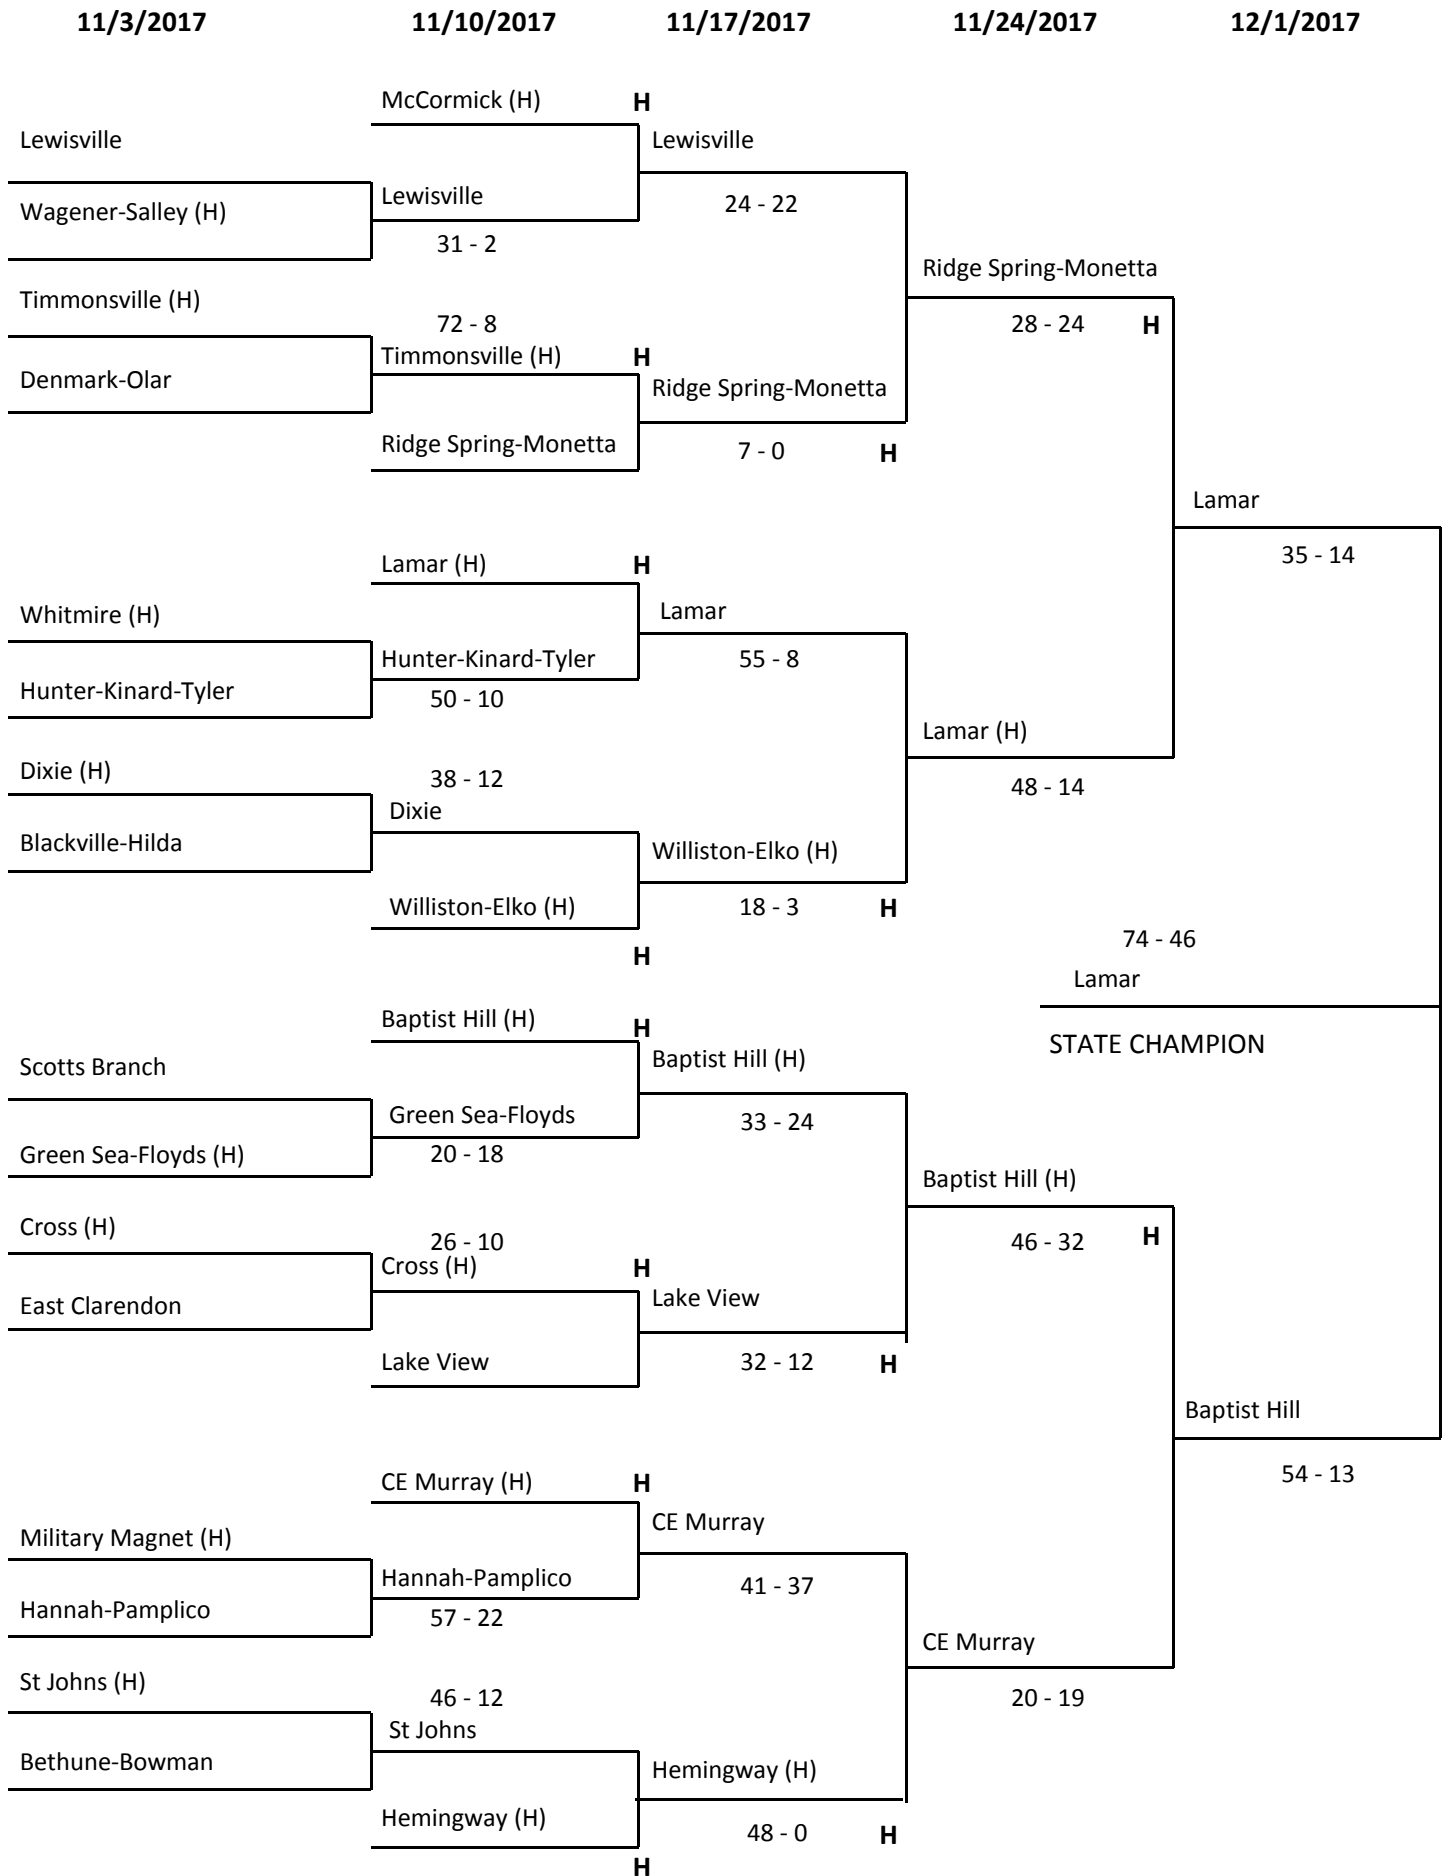 11/3/2017 11/10/2017 11/17/2017 11/24/2017 12/1/2017
McCormick (H) H
Lewisville Lewisville
Wagener-Salley (H) Lewisville 24 - 22
31 - 2
Ridge Spring-Monetta
Timmonsville (H) 72 - 8 28 - 24 H
Timmonsville (H) H
Denmark-Olar Ridge Spring-Monetta
Ridge Spring-Monetta 7 - 0 H
Lamar
35 - 14
Lamar (H) H
Whitmire (H) Lamar
Hunter-Kinard-Tyler 55 - 8
Hunter-Kinard-Tyler 50 - 10
Lamar (H)
Dixie (H) 38 - 12 48 - 14
Dixie
Blackville-Hilda Williston-Elko (H)
Williston-Elko (H) 18 - 3 H
74 - 46
H
Lamar
Baptist Hill (H) H
STATE CHAMPION
Scotts Branch Baptist Hill (H)
Green Sea-Floyds 33 - 24
Green Sea-Floyds (H) 20 - 18
Baptist Hill (H)
Cross (H) 26 - 10 46 - 32 H
Cross (H) H
East Clarendon Lake View
Lake View 32 - 12 H
Baptist Hill
54 - 13
CE Murray (H) H
Military Magnet (H) CE Murray
Hannah-Pamplico 41 - 37
Hannah-Pamplico 57 - 22
CE Murray
St Johns (H) 46 - 12 20 - 19
St Johns
Bethune-Bowman Hemingway (H)
Hemingway (H) 48 - 0 H
H